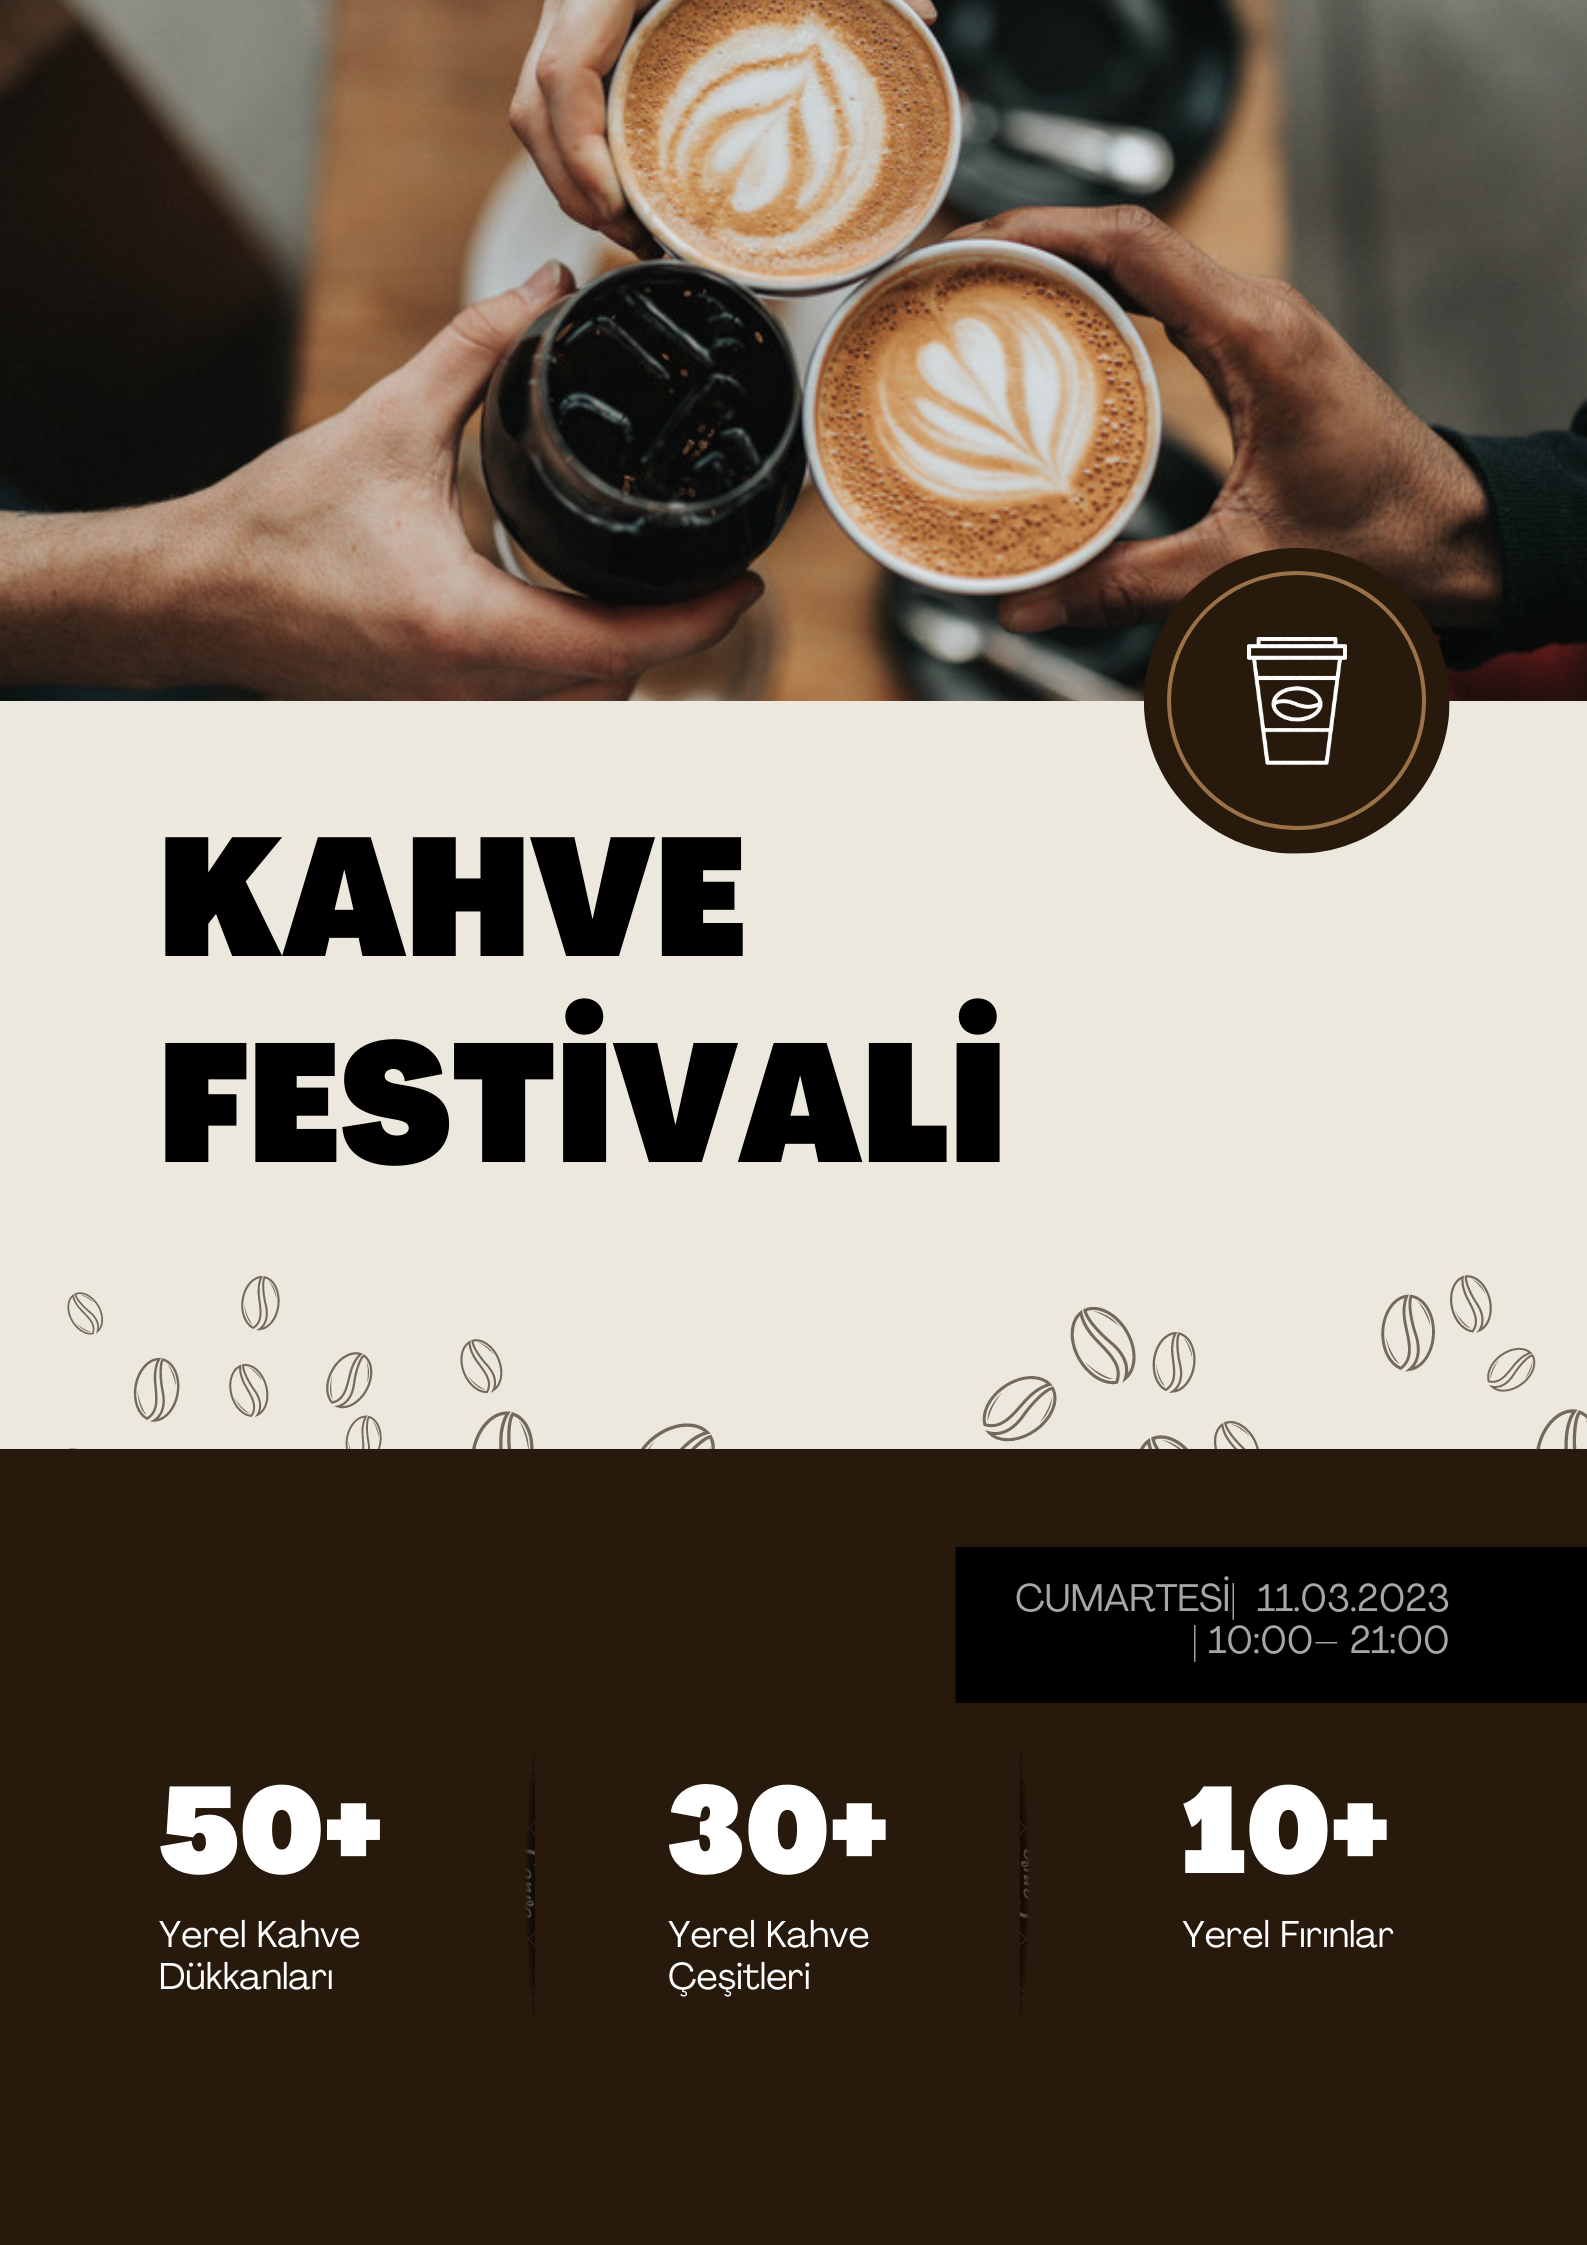 KAHVE
FESTİVALİ
CUMARTESİ| 11.03.2023
| 10:00– 21:00
50+
Yerel Kahve
Dükkanları
30+
Yerel Kahve
Çeşitleri
10+
Yerel Fırınlar